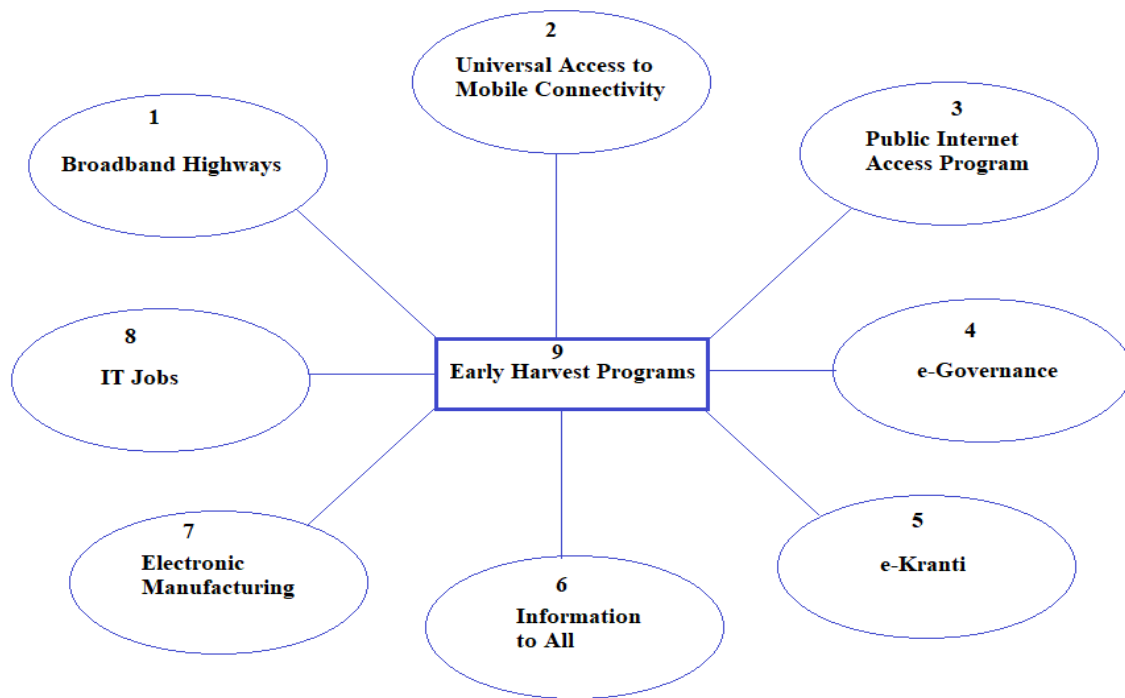 1
Broadband Highways
2
Universal Access to
Mobile Connectivity
3
Public Internet
Access Program
4
e-Governance
5
e-Kranti
6
Information
to All
7
Electronic
Manufacturing
8
IT Jobs
9
Early Harvest Programs